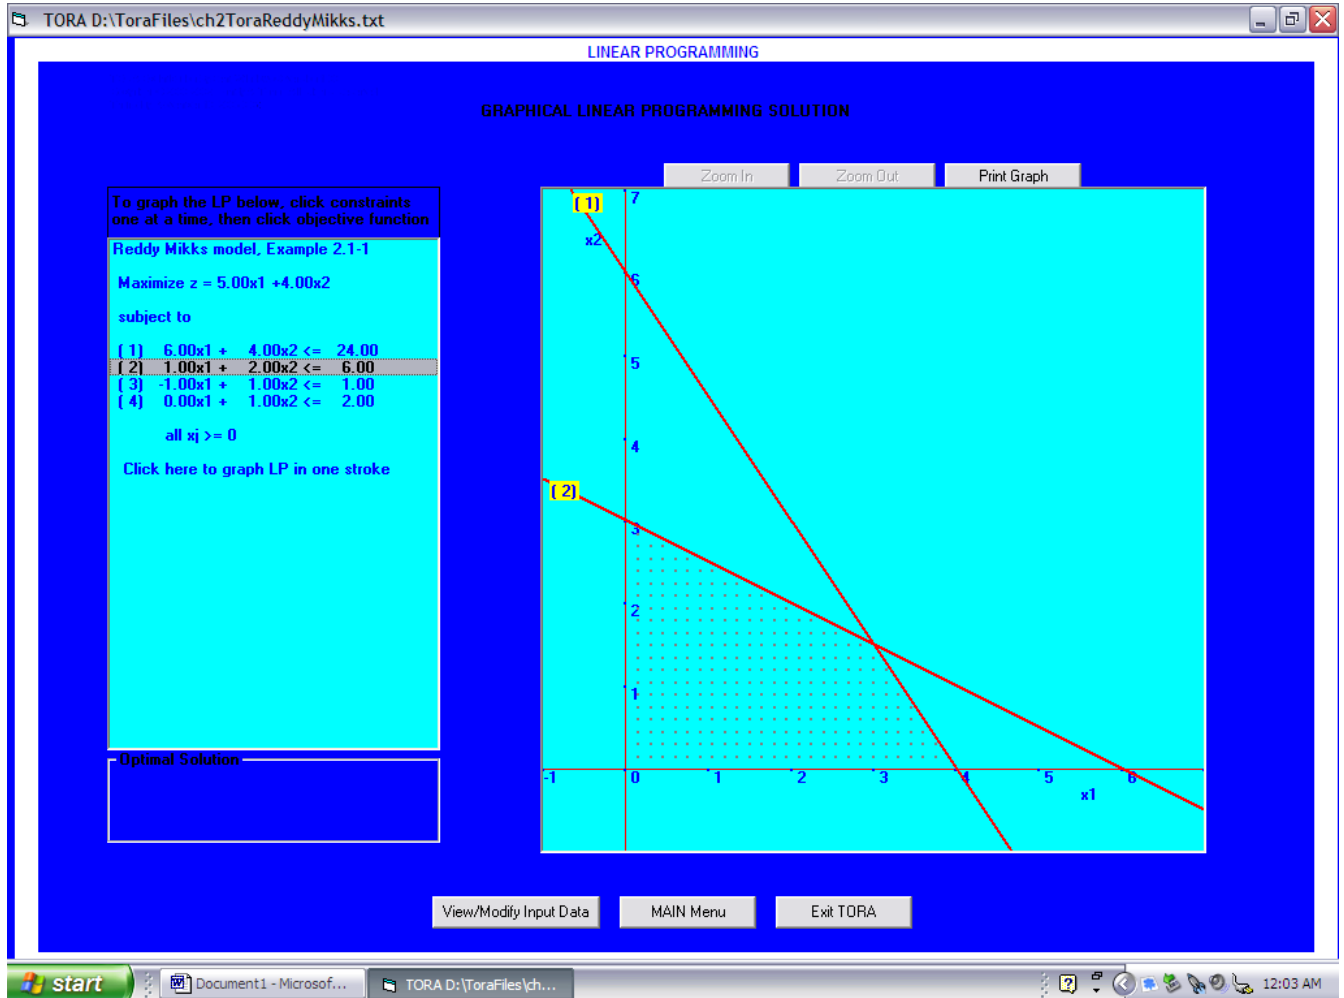 TORA D:\ToraFiles\ch2ToraReddyMikks.txt
LINEAR PROGRAMMING
GRAPHICAL LINEAR PROGRAMMING SOLUTION
Zoom In Zoom Out Print Graph
To graph the LP below, click constraints
one at a time, then click objective function
Reddy Mikks model, Example 2.1-1
Maximize z = 5.00x1 +4.00x2
subject to
( 1) 6.00x1 + 4.00x2 <= 24.00
( 2) 1.00x1 + 2.00x2 <= 6.00
( 3) -1.00x1 + 1.00x2 <= 1.00
( 4) 0.00x1 + 1.00x2 <= 2.00
all xj >= 0
Click here to graph LP in one stroke
Optimal Solution
( 1)
7
x2
6
5
4
( 2)
3
2
1
-1 0 1 2 3 4 5 6
x1
View/Modify Input Data MAIN Menu Exit TORA
start Document1 - Microsof... TORA D:\ToraFiles\ch... 12:03 AM